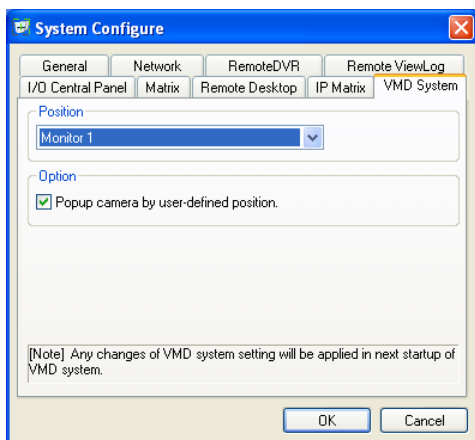 System Configure
General Network RemoteDVR Remote ViewLog
I/O Central Panel Matrix Remote Desktop IP Matrix VMD System
Position
Monitor 1
Option
Popup camera by user-defined position.
[Note] Any changes of VMD system setting will be applied in next startup of
VMD system.
OK Cancel